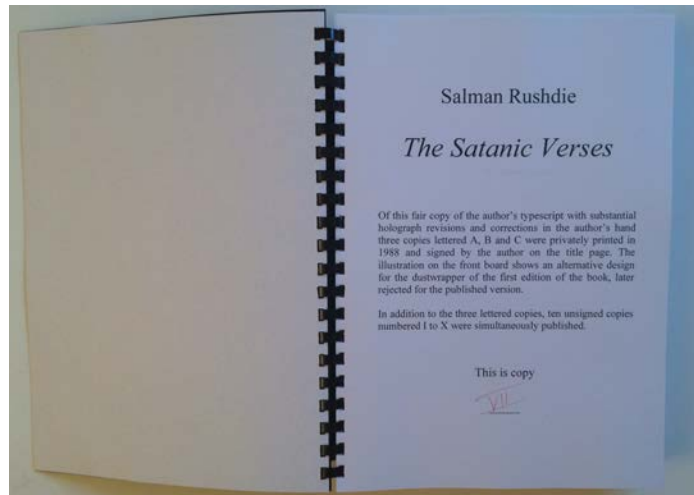 Salman Rushdie
The Satanic Verses
Of this fair copy of the author's typescript with substantial
holograph revisions and corrections in the author's hand
three copies lettered A, B and C were privately printed in
1988 and signed by the author on the title page. The
illustration on the front board shows an alternative design
for the dustwrapper of the first edition of the book, later
rejected for the published version.
In addition to the three lettered copies, ten unsigned copies
numbered I to X were simultaneously published.
This is copy
VII